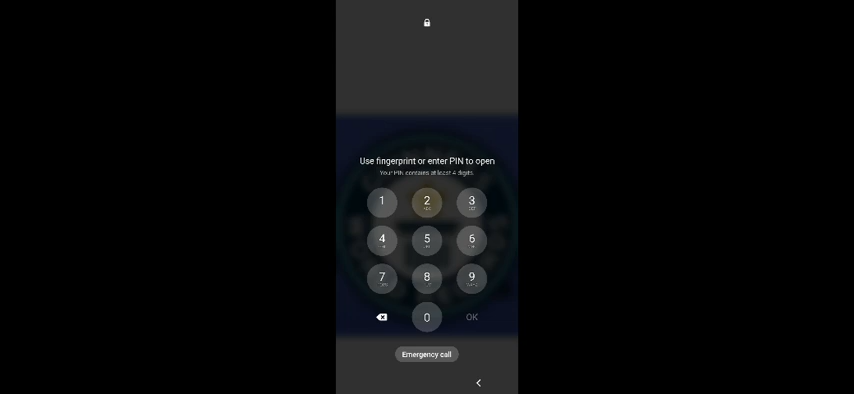 Use fingerprint or enter PIN to open
Your PIN contains at least 4 digits.
1 2 3
4 5 6
7 8 9
0 OK
Emergency call